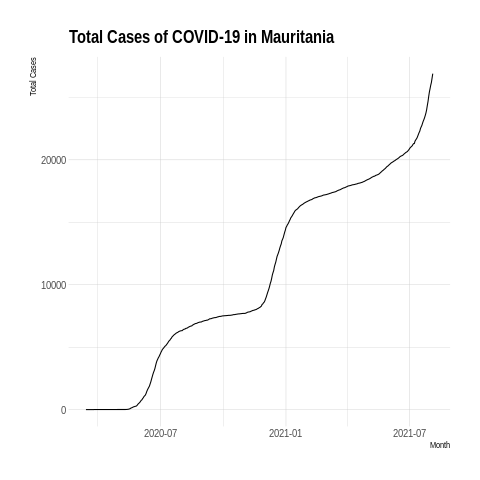 Total Cases of COVID-19 in Mauritania
Total Cases
20000
10000
0
2020-07 2021-01 2021-07
Month